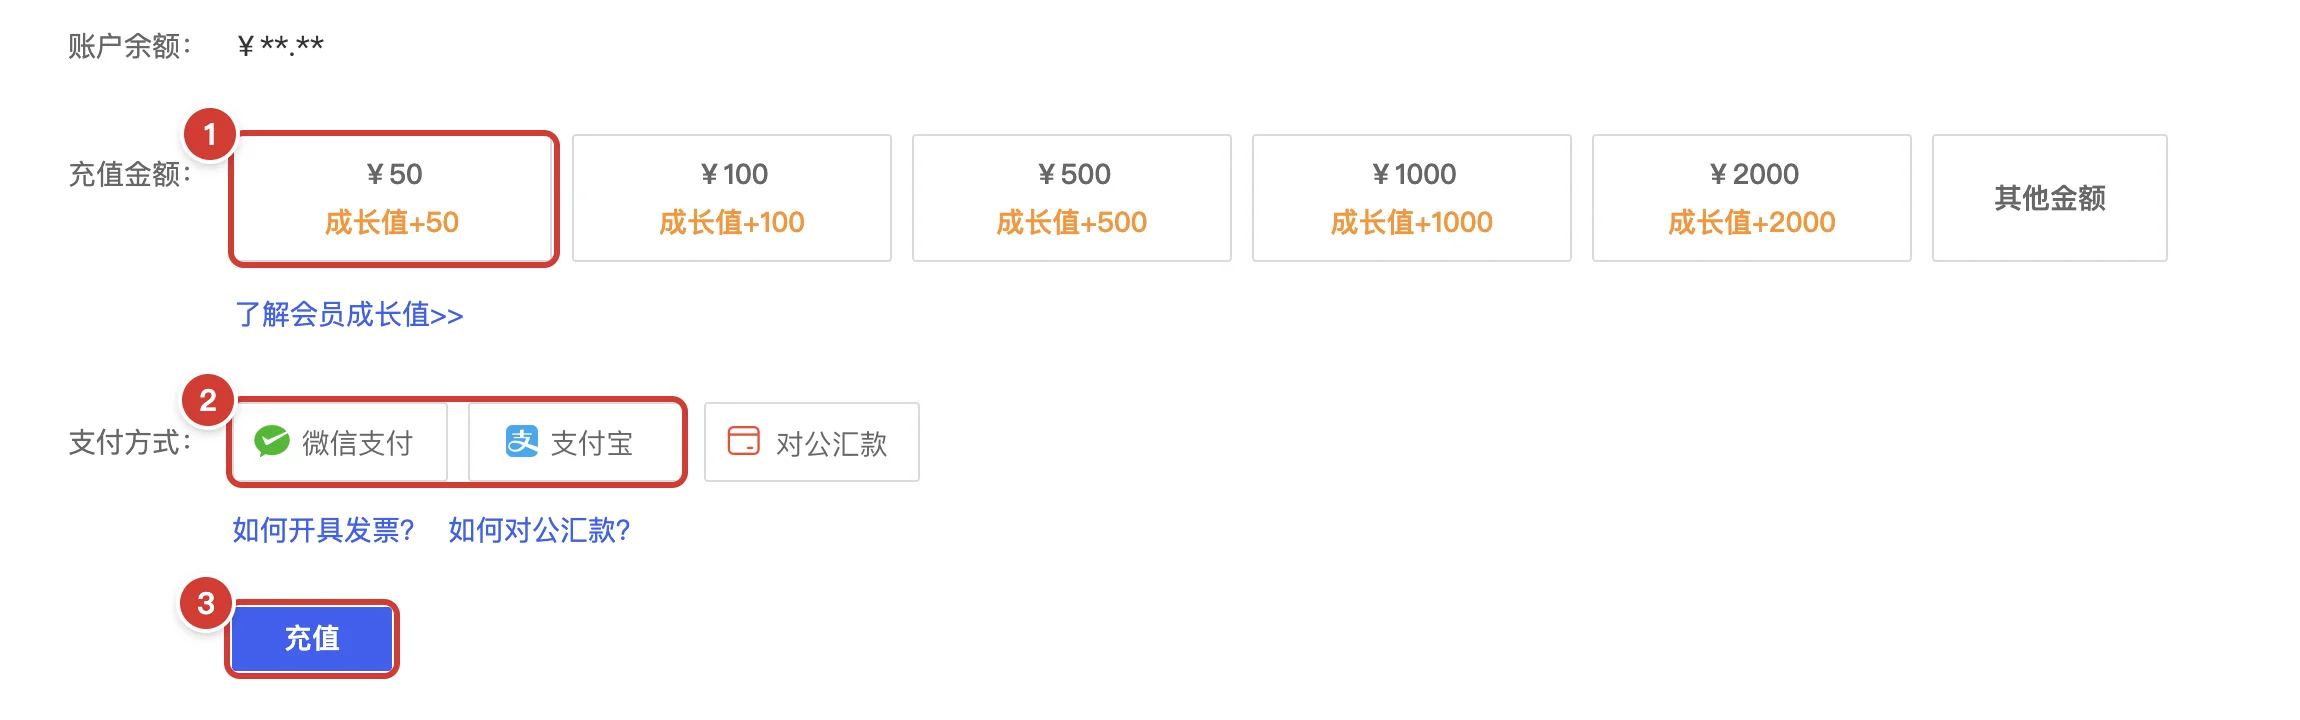 账户余额： ￥**.**
1
充值金额：
￥50
成长值+50
￥100
成长值+100
￥500
成长值+500
￥1000
成长值+1000
￥2000
成长值+2000
其他金额
了解会员成长值>>
2
支付方式： 微信支付 支付宝 对公汇款
如何开具发票? 如何对公汇款?
3
充值